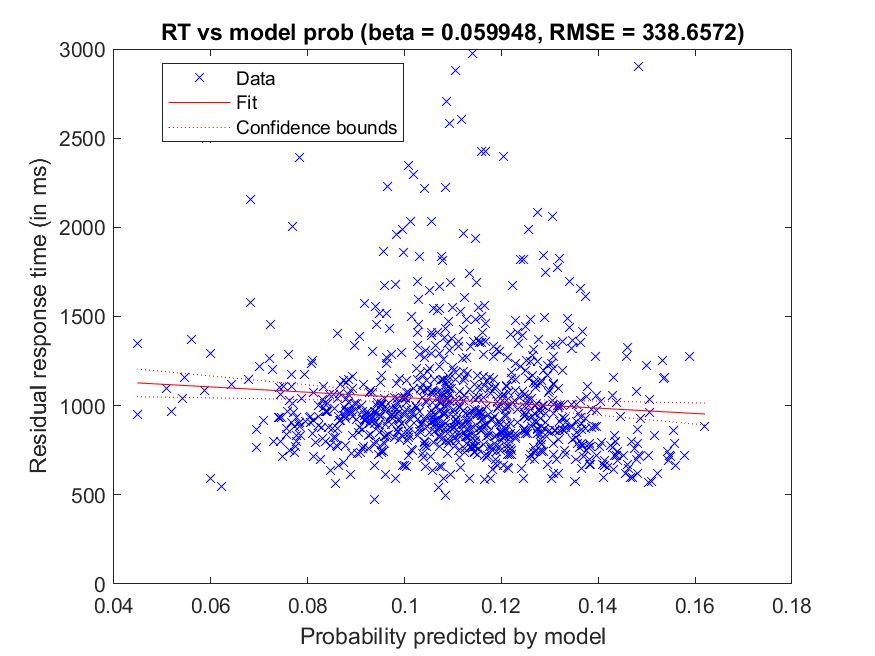 RT vs model prob (beta = 0.059948, RMSE = 338.6572)
3000
2500
2000
1500
1000
500
0
Residual response time (in ms)
Data
Fit
Confidence bounds
0.04 0.06 0.08 0.1 0.12 0.14 0.16 0.18
Probability predicted by model